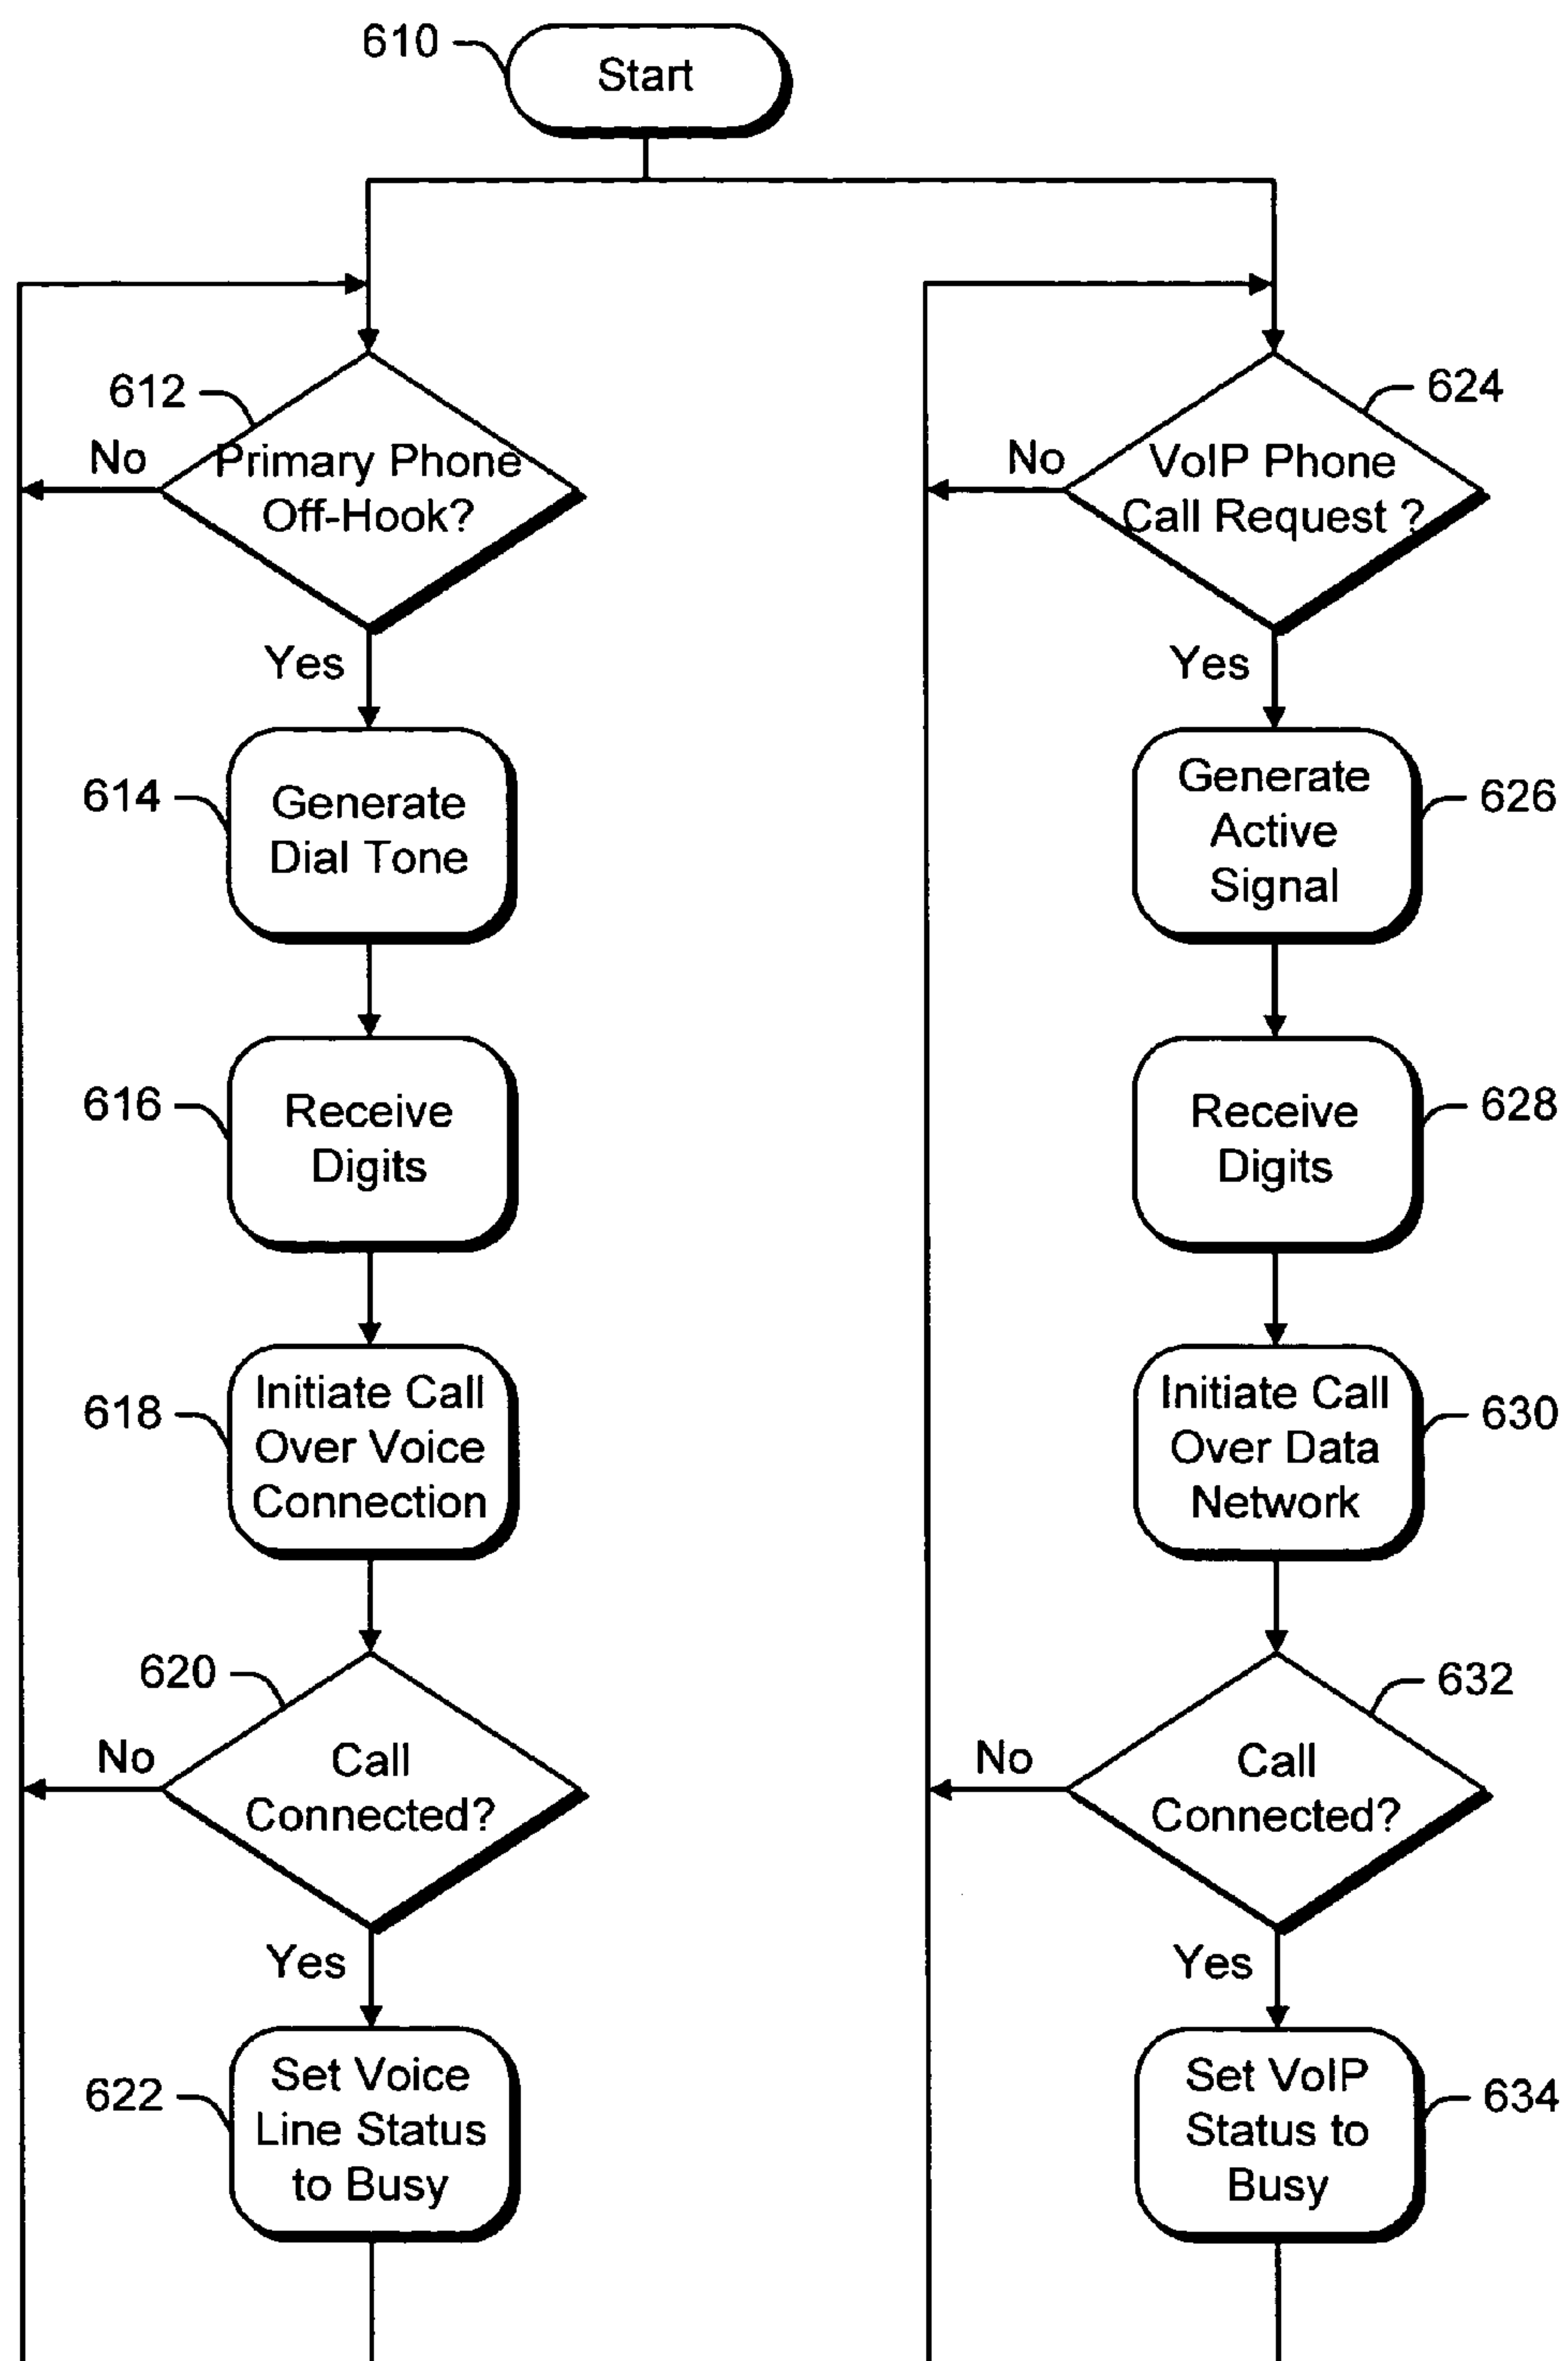 610
Start
612
No
Primary Phone
Off-Hook?
Yes
614
Generate
Dial Tone
616
Receive
Digits
618
Initiate Call
Over Voice
Connection
620
No
Call
Connected?
Yes
622
Set Voice
Line Status
to Busy
624
No
VoIP Phone
Call Request ?
Yes
Generate
Active
Signal
626
Receive
Digits
628
Initiate Call
Over Data
Network
630
632
No
Call
Connected?
Yes
Set VoIP
Status to
Busy
634